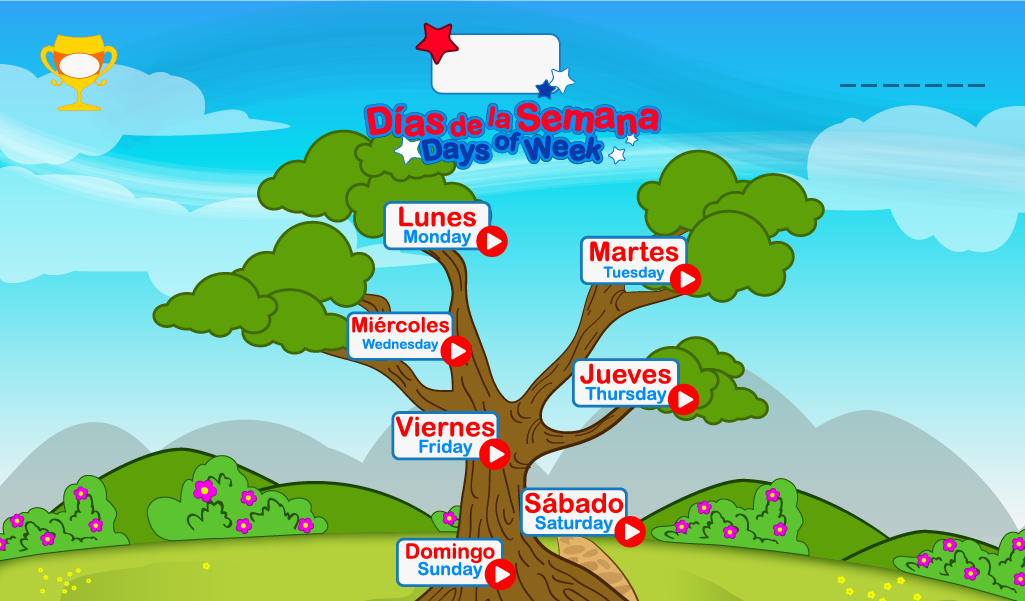 Días de la Semana
Days of Week
Lunes
Monday
Martes
Tuesday
Miércoles
Wednesday
Jueves
Thursday
Viernes
Friday
Sábado
Saturday
Domingo
Sunday